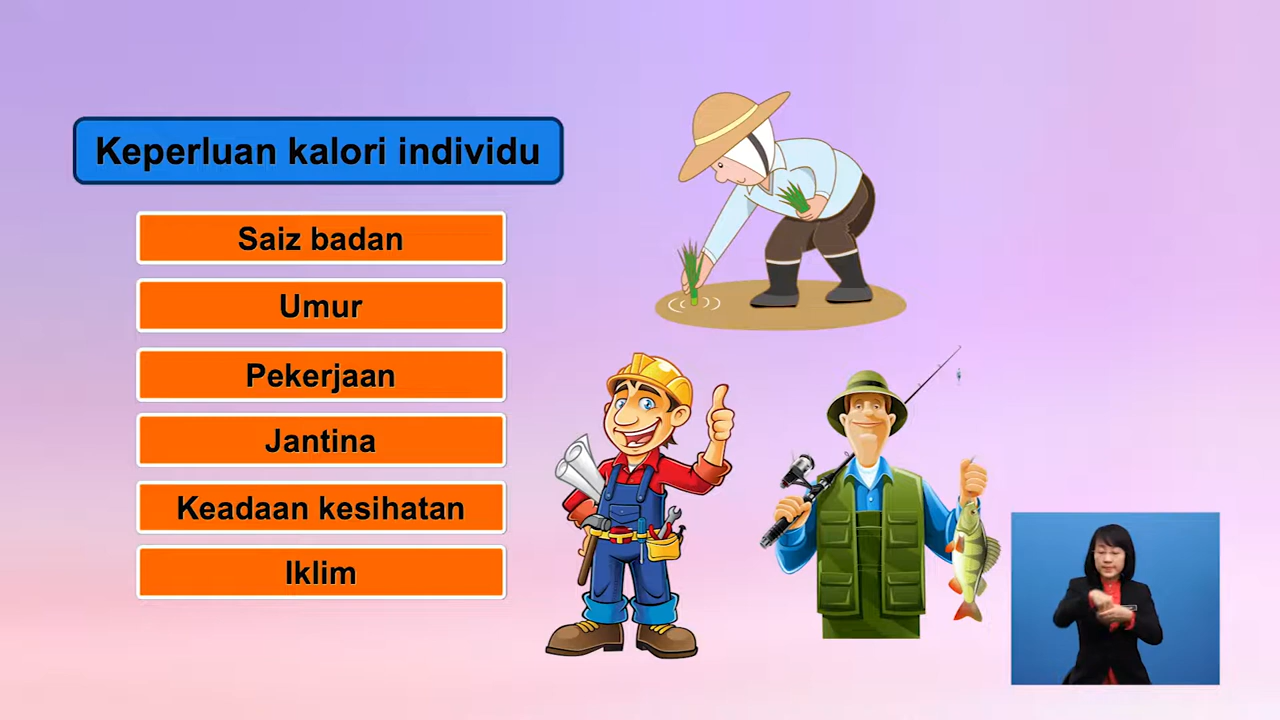 Keperluan kalori individu
Saiz badan
Umur
Pekerjaan
Jantina
Keadaan kesihatan
Iklim